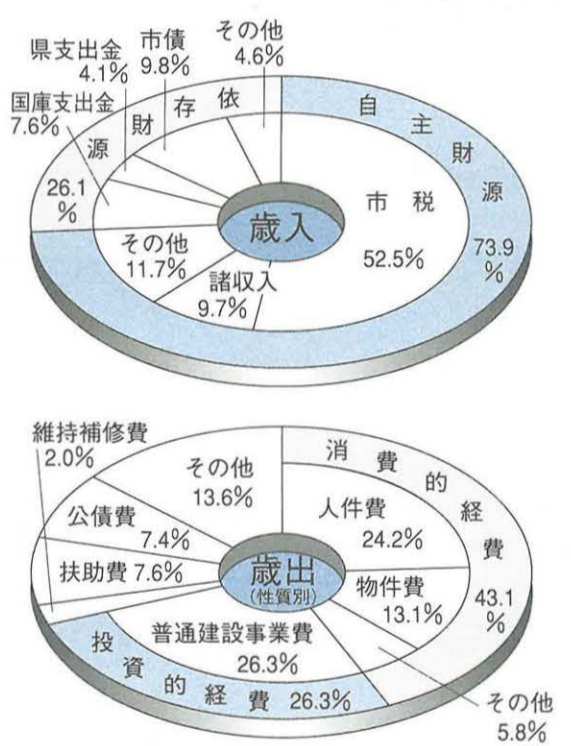 その他
4.6%
市債
9.8%
県支出金
4.1%
国庫支出金
7.6%
依存財源
26.1
%
自主財源
73.9
%
市税
52.5%
歳入
その他
11.7%
諸収入
9.7%
維持補修費
2.0%
その他
13.6%
公債費
7.4%
扶助費 7.6%
消費的経費
43.1
%
人件費
24.2%
物件費
13.1%
歳出
(性質別)
普通建設事業費
26.3%
投資的経費 26.3%
その他
5.8%